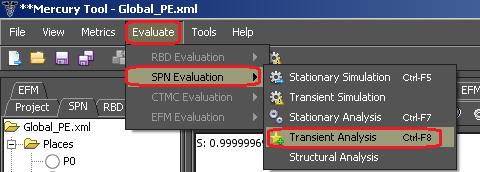 **Mercury Tool - Global_PE.xml
File View Metrics Evaluate Tools Help
RBD Evaluation
SPN Evaluation
CTMC Evaluation
EFM Evaluation
Stationary Simulation Ctrl-F5
Transient Simulation
Stationary Analysis Ctrl-F7
Transient Analysis Ctrl-F8
Structural Analysis
EFM
Project SPN RBD
Global_PE.xml
Places
P0
S: 0.9999996